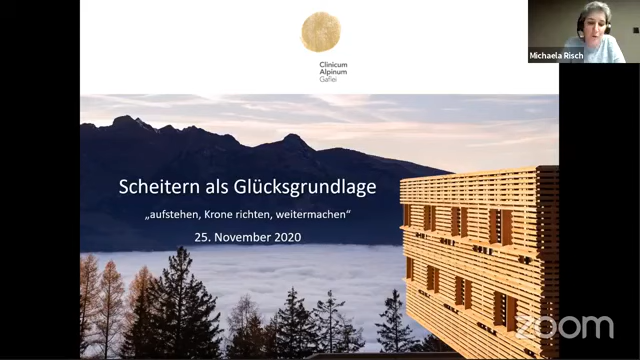 Clinicum
Alpinum
Gaflei
Michaela Risch
Scheitern als Glücksgrundlage
„aufstehen, Krone richten, weitermachen“
25. November 2020
zoom